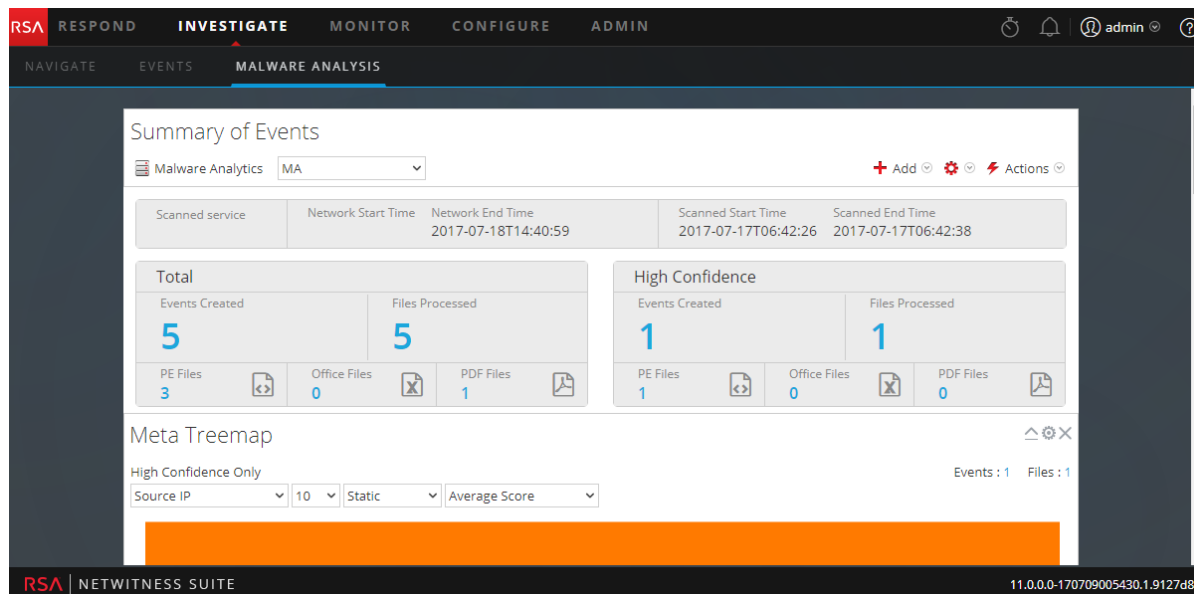 RSA RESPOND INVESTIGATE MONITOR CONFIGURE ADMIN admin ?
NAVIGATE EVENTS MALWARE ANALYSIS
Summary of Events
Malware Analytics MA Add Actions
Scanned service Network Start Time Network End Time Scanned Start Time Scanned End Time
2017-07-18T14:40:59 2017-07-17T06:42:26 2017-07-17T06:42:38
Total
Events Created Files Processed
5 5
PE Files Office Files PDF Files
3 0 1
High Confidence
Events Created Files Processed
1 1
PE Files Office Files PDF Files
1 0 0
Meta Treemap
High Confidence Only Events : 1 Files : 1
Source IP 10 Static Average Score
RSA NETWITNESS SUITE 11.0.0.0-170709005430.1.9127d8